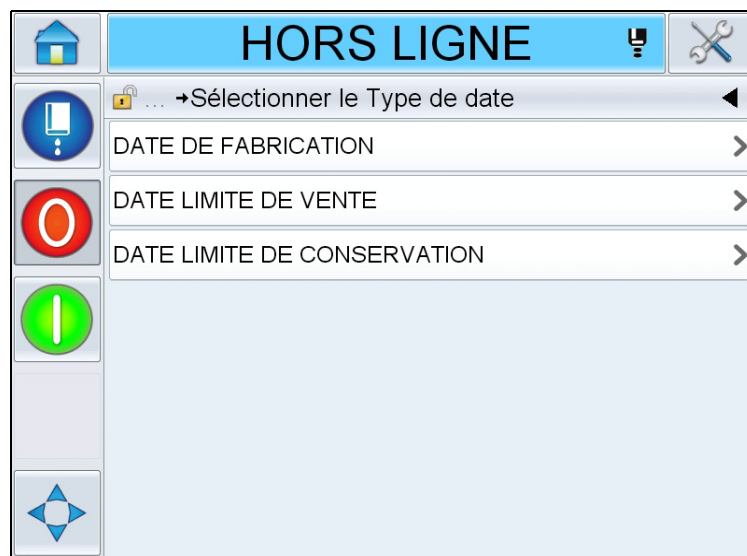 HORS LIGNE
... →Sélectionner le Type de date
DATE DE FABRICATION
DATE LIMITE DE VENTE
DATE LIMITE DE CONSERVATION